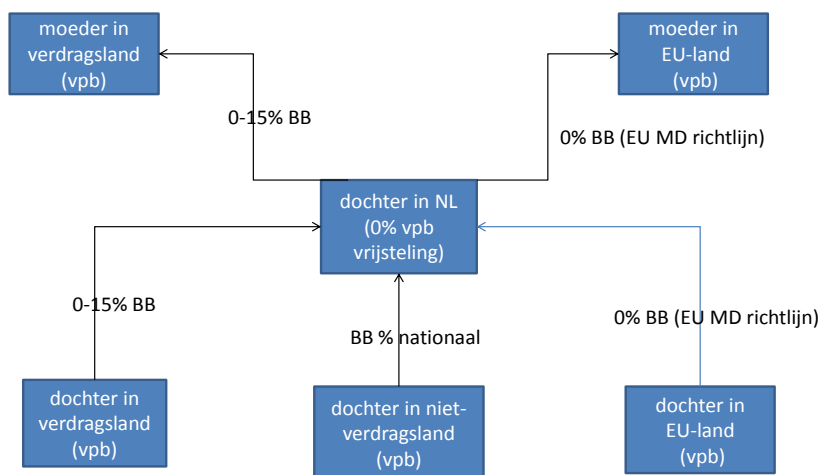 moeder in
verdragsland
(vpb)
moeder in
EU-land
(vpb)
0-15% BB
0% BB (EU MD richtlijn)
dochter in NL
(0% vpb
vrijsteling)
0-15% BB
BB % nationaal
0% BB (EU MD richtlijn)
dochter in
verdragsland
(vpb)
dochter in niet-
verdragsland
(vpb)
dochter in
EU-land
(vpb)